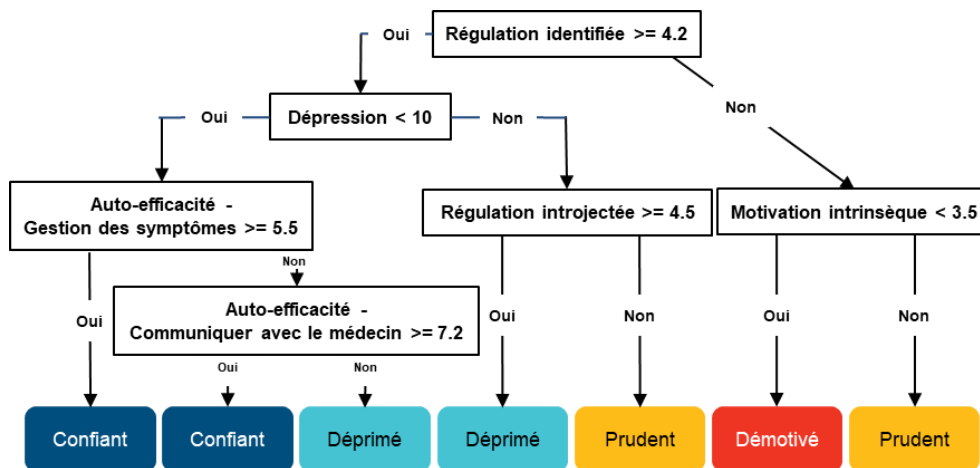 Oui
Régulation identifiée >= 4.2
Non
Oui
Dépression < 10
Non
Auto-efficacité -
Gestion des symptômes >= 5.5
Régulation introjectée >= 4.5
Motivation intrinsèque < 3.5
Non
Auto-efficacité -
Communiquer avec le médecin >= 7.2
Oui
Oui
Non
Oui
Non
Oui
Non
Confiant
Confiant
Déprimé
Déprimé
Prudent
Démotivé
Prudent